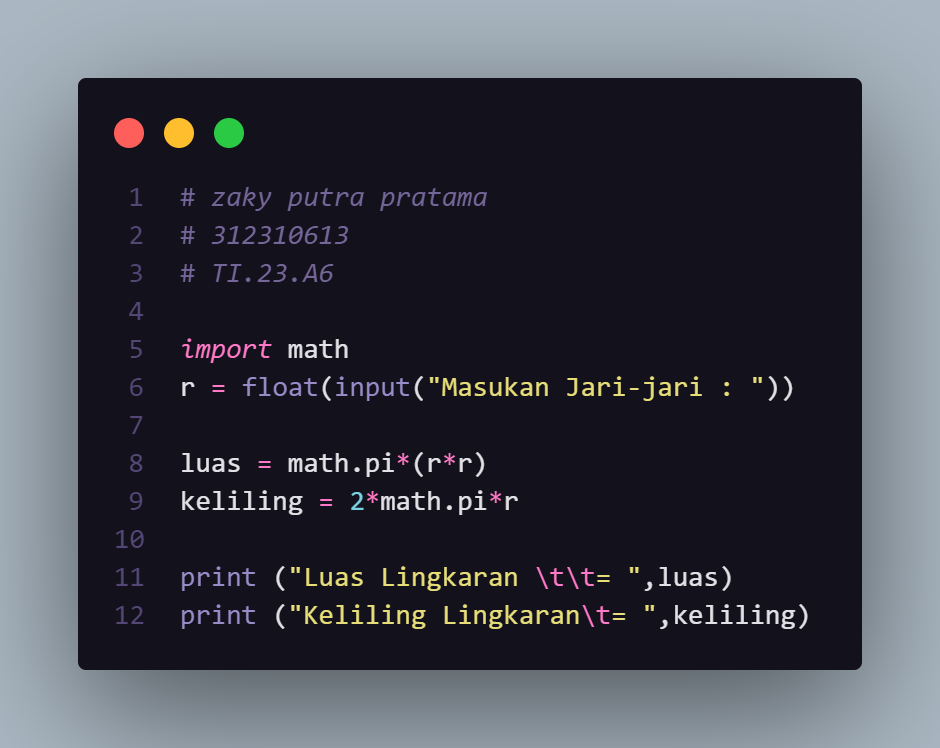 1 # zaky putra pratama
2 # 312310613
3 # TI.23.A6
4
5 import math
6 r = float(input("Masukan Jari-jari : "))
7
8 luas = math.pi*(r*r)
9 keliling = 2*math.pi*r
10
11 print ("Luas Lingkaran \t\t= ",luas)
12 print ("Keliling Lingkaran\t= ",keliling)